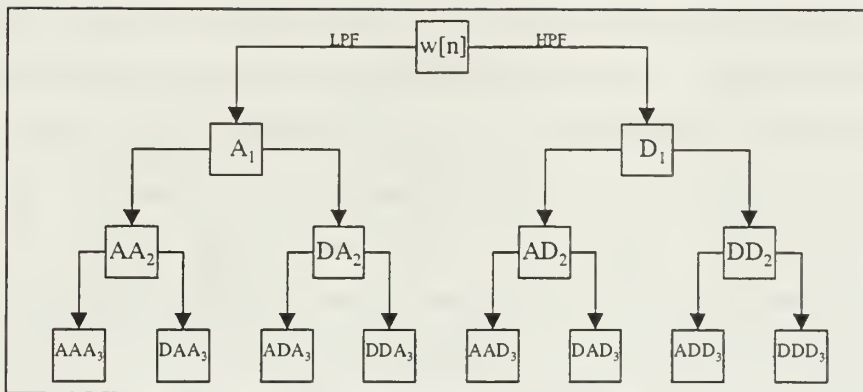 LPF w[n] HPF
A₁ D₁
AA₂ DA₂ AD₂ DD₂
AAA₃ DAA₃ ADA₃ DDA₃ AAD₃ DAD₃ ADD₃ DDD₃